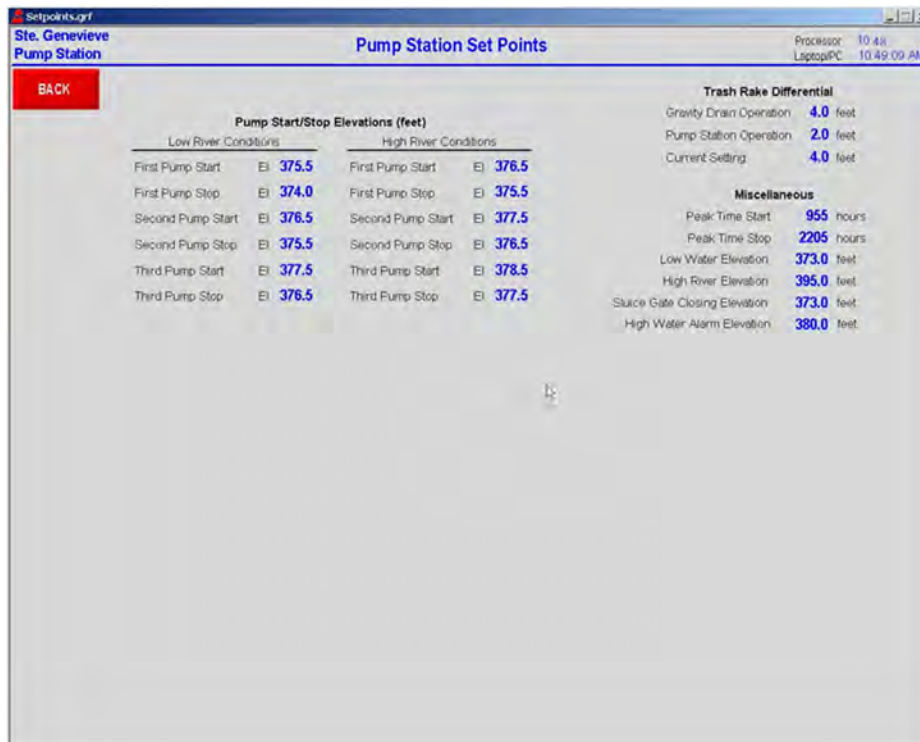 Setpoints.grf
Ste. Genevieve
Pump Station
Pump Station Set Points
Processor 10:48
Laptop/PC 10:49:09 AM
BACK
Pump Start/Stop Elevations (feet)
Low River Conditions
High River Conditions
First Pump Start El 375.5 First Pump Start El 376.5
First Pump Stop El 374.0 First Pump Stop El 375.5
Second Pump Start El 376.5 Second Pump Start El 377.5
Second Pump Stop El 375.5 Second Pump Stop El 376.5
Third Pump Start El 377.5 Third Pump Start El 378.5
Third Pump Stop El 376.5 Third Pump Stop El 377.5
Trash Rake Differential
Gravity Drain Operation 4.0 feet
Pump Station Operation 2.0 feet
Current Setting 4.0 feet
Miscellaneous
Peak Time Start 955 hours
Peak Time Stop 2205 hours
Low Water Elevation 373.0 feet
High River Elevation 395.0 feet
Sluice Gate Closing Elevation 373.0 feet
High Water Alarm Elevation 380.0 feet